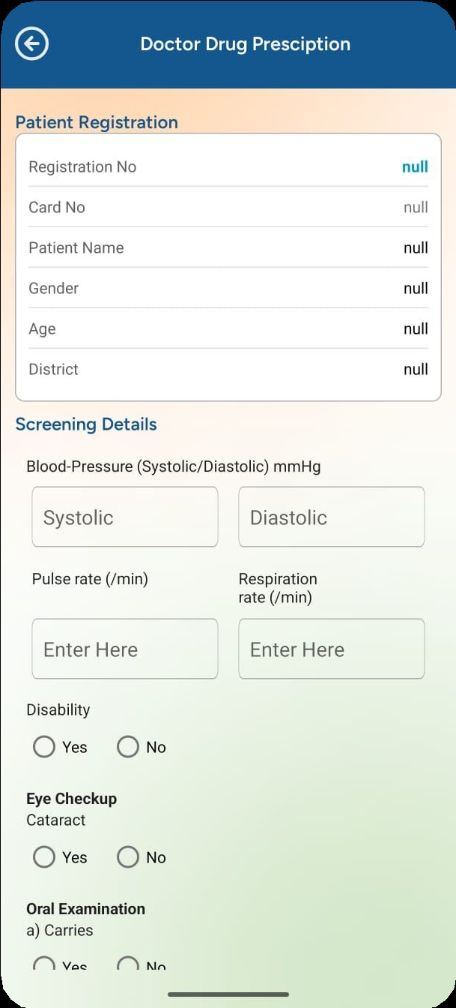 Doctor Drug Presciption
Patient Registration
Registration No null
Card No null
Patient Name null
Gender null
Age null
District null
Screening Details
Blood-Pressure (Systolic/Diastolic) mmHg
Systolic Diastolic
Pulse rate (/min) Respiration
rate (/min)
Enter Here Enter Here
Disability
Yes No
Eye Checkup
Cataract
Yes No
Oral Examination
a) Carries
Yes No